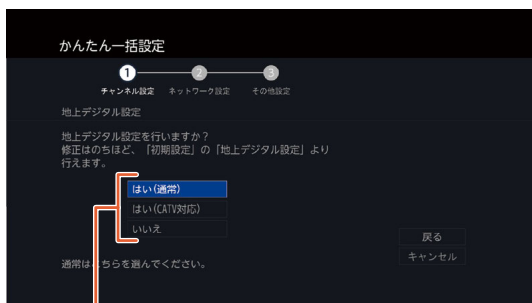 かんたん一括設定
1 2 3
チャンネル設定 ネットワーク設定 その他設定
地上デジタル設定
地上デジタル設定を行いますか？
修正はのちほど、「初期設定」の「地上デジタル設定」より
行えます。
はい(通常)
はい(CATV対応)
いいえ
戻る
通常はこちらを選んでください。
キャンセル